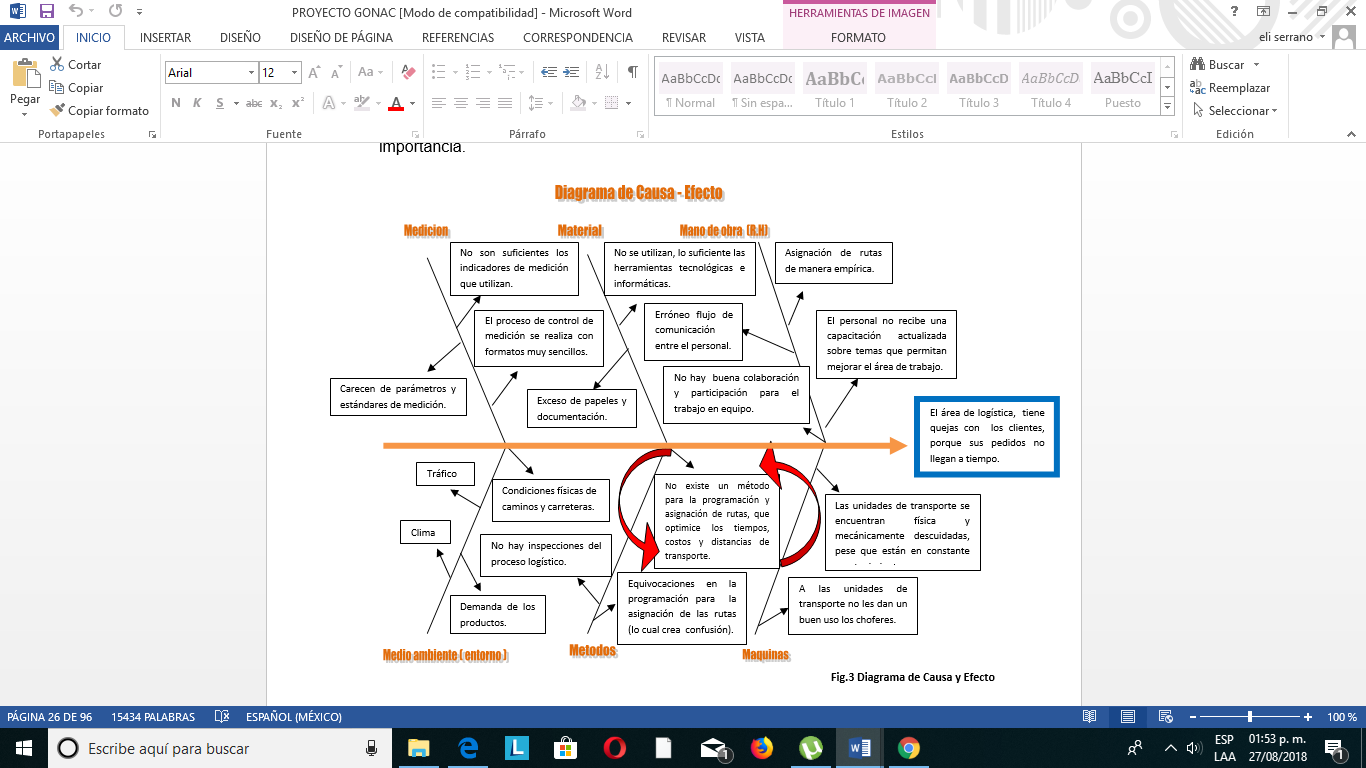 PROYECTO GONAC [Modo de compatibilidad] - Microsoft Word
HERRAMIENTAS DE IMAGEN
ARCHIVO INICIO INSERTAR DISEÑO DISEÑO DE PÁGINA REFERENCIAS CORRESPONDENCIA REVISAR VISTA FORMATO
eli serrano
Pegar
Cortar
Copiar
Copiar formato
Portapapeles
Arial 12
N K S abc x₂ x²
Fuente
Párrafo
AaBbCcDc AaBbCcDc AaBbCc AaBbCcI AaBbCcD AaBbCcD AaBbCcI
¶ Normal ¶ Sin espa... Título 1 Título 2 Título 3 Título 4 Puesto
Estilos
Buscar
Reemplazar
Seleccionar
Edición
importancia.
Diagrama de Causa - Efecto
Medicion
Material
Mano de obra (R.H)
No son suficientes los
indicadores de medición
que utilizan.
No se utilizan, lo suficiente las
herramientas tecnológicas e
informáticas.
Asignación de rutas
de manera empírica.
El proceso de control de
medición se realiza con
formatos muy sencillos.
Erróneo flujo de
comunicación
entre el personal.
El personal no recibe una
capacitación actualizada
sobre temas que permitan
mejorar el área de trabajo.
Carecen de parámetros y
estándares de medición.
Exceso de papeles y
documentación.
No hay buena colaboración
y participación para el
trabajo en equipo.
El área de logística, tiene
quejas con los clientes,
porque sus pedidos no
llegan a tiempo.
Tráfico
Condiciones físicas de
caminos y carreteras.
No existe un método
para la programación y
asignación de rutas, que
optimice los tiempos,
costos y distancias de
transporte.
Las unidades de transporte se
encuentran física y
mecánicamente descuidadas,
pese que están en constante
Clima
No hay inspecciones del
proceso logístico.
Demanda de los
productos.
Equivocaciones en la
programación para la
asignación de las rutas
(lo cual crea confusión).
A las unidades de
transporte no les dan un
buen uso los choferes.
Medio ambiente ( entorno )
Metodos
Maquinas
Fig.3 Diagrama de Causa y Efecto
PÁGINA 26 DE 96 15434 PALABRAS ESPAÑOL (MÉXICO) 100 %
Escribe aquí para buscar
ESP 01:53 p. m.
LAA 27/08/2018